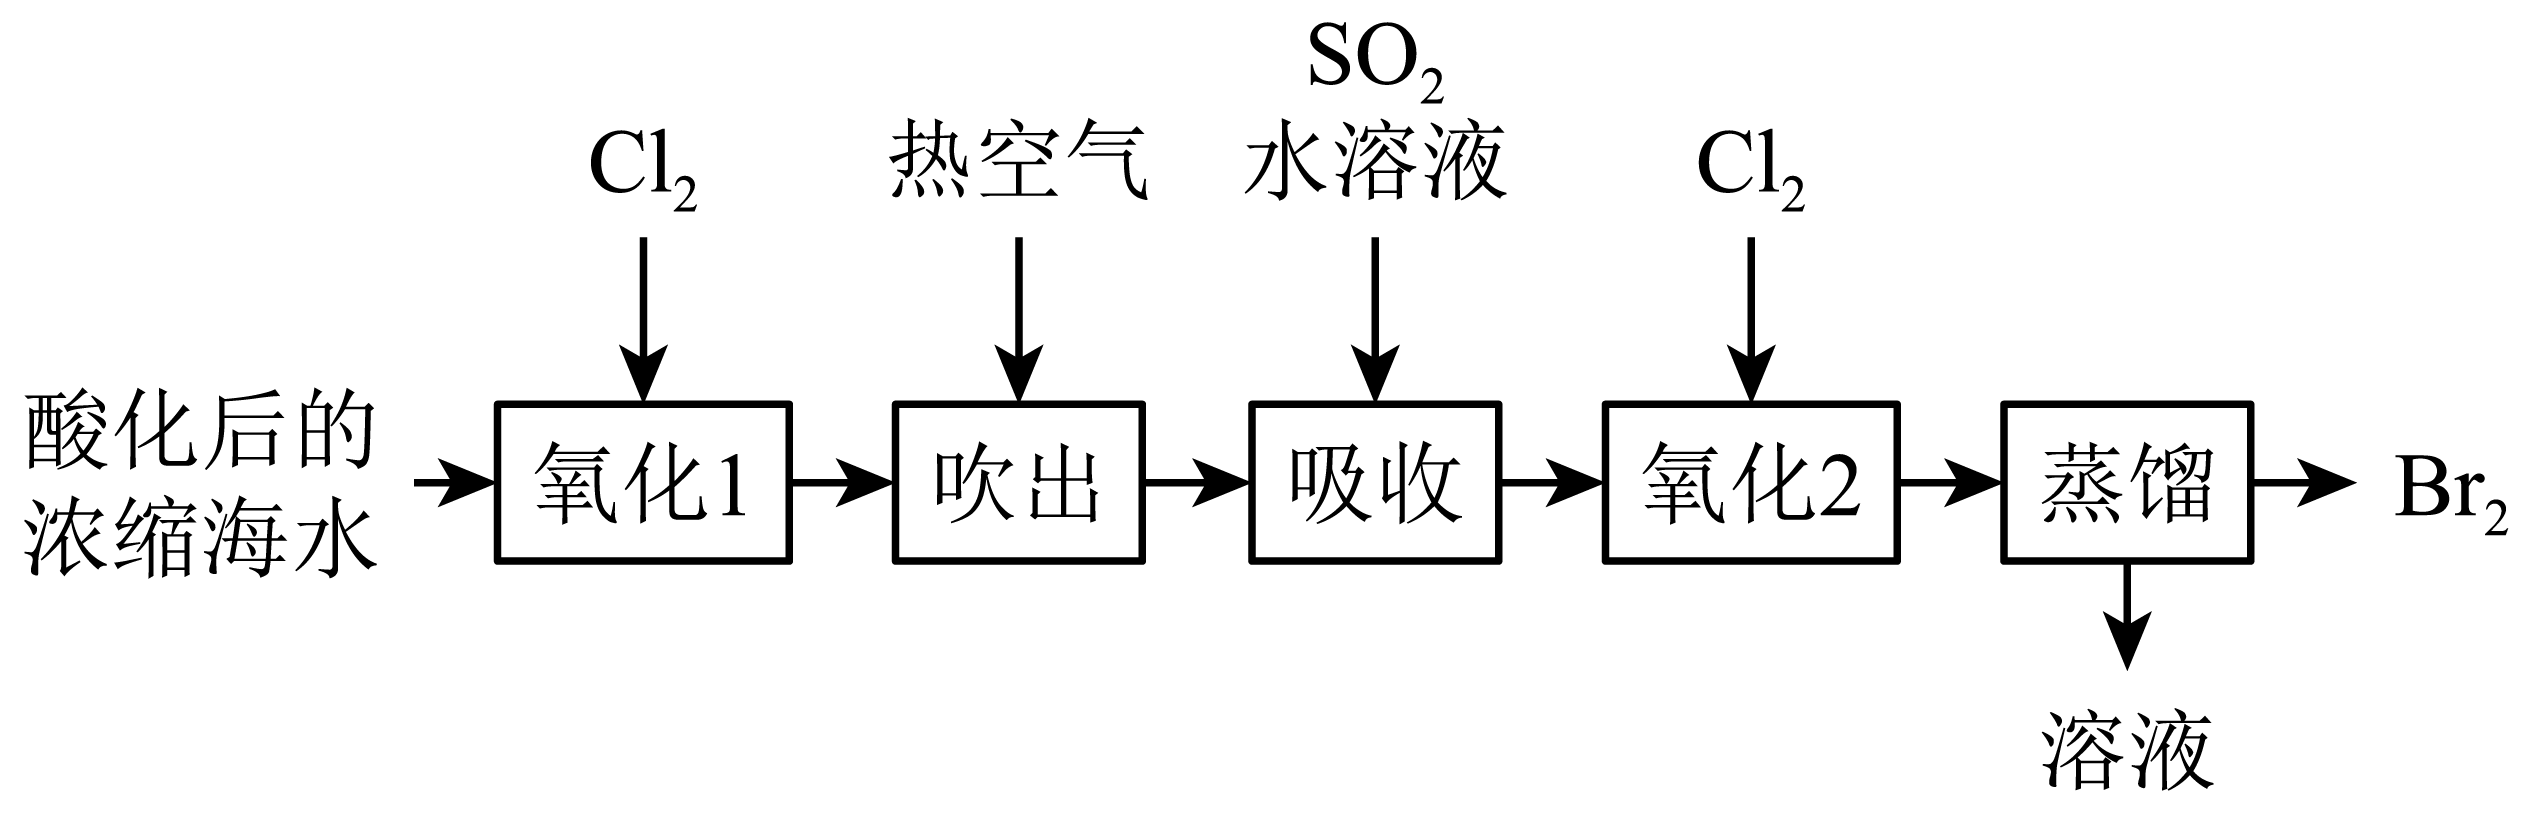 SO₂
Cl₂
热空气
水溶液
Cl₂
酸化后的
浓缩海水
氧化1
吹出
吸收
氧化2
蒸馏
Br₂
溶液